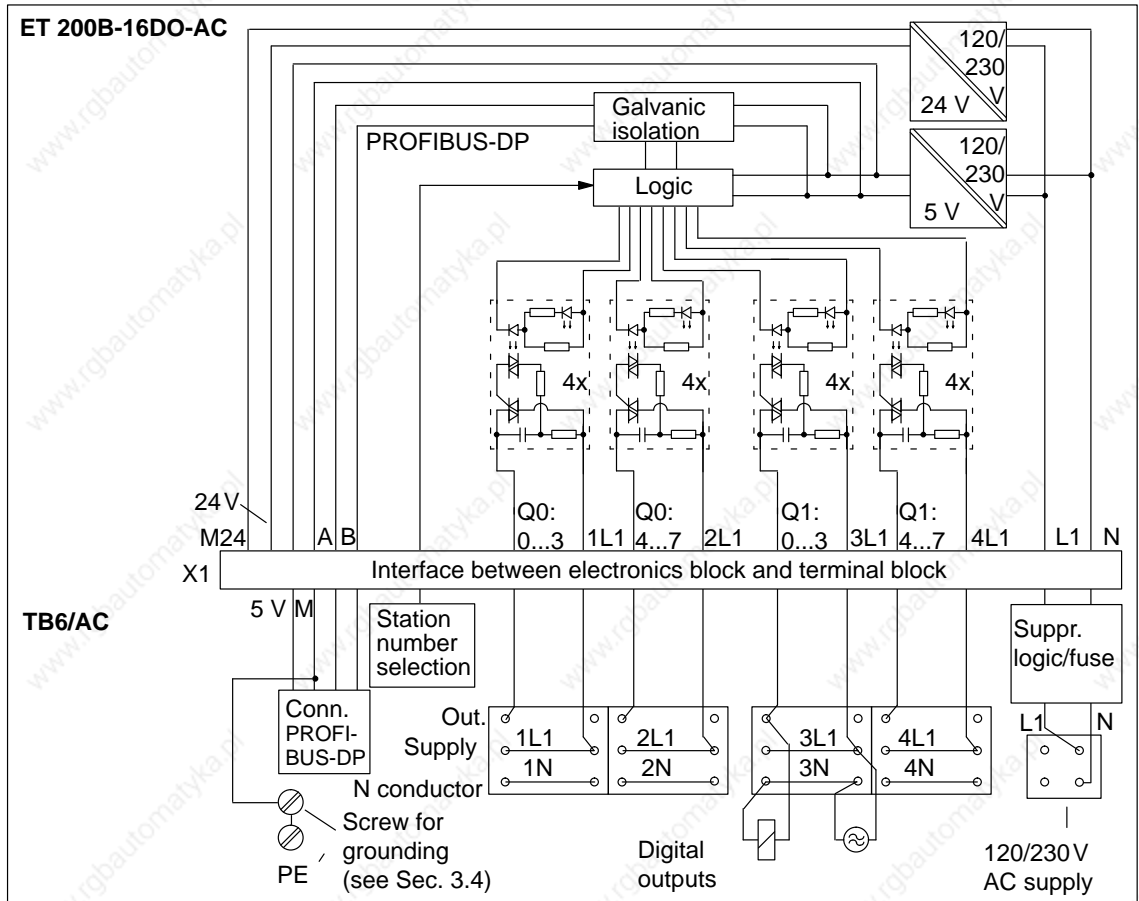 ET 200B-16DO-AC
120/
230
V
24 V
Galvanic
isolation
PROFIBUS-DP
120/
230
V
5 V
Logic
4x
4x
4x
4x
24 V
M24
A B
Q0:
0...3
1L1
Q0:
4...7
2L1
Q1:
0...3
3L1
Q1:
4...7
4L1
L1 N
X1
Interface between electronics block and terminal block
5 V M
TB6/AC
Station
number
selection
Suppr.
logic/fuse
Conn.
PROFI-
BUS-DP
Out.
Supply
N conductor
1L1
1N
2L1
2N
3L1
3N
4L1
4N
L1 N
Screw for
grounding
(see Sec. 3.4)
PE
Digital
outputs
120/230 V
AC supply
www.rgbautomatyka.pl